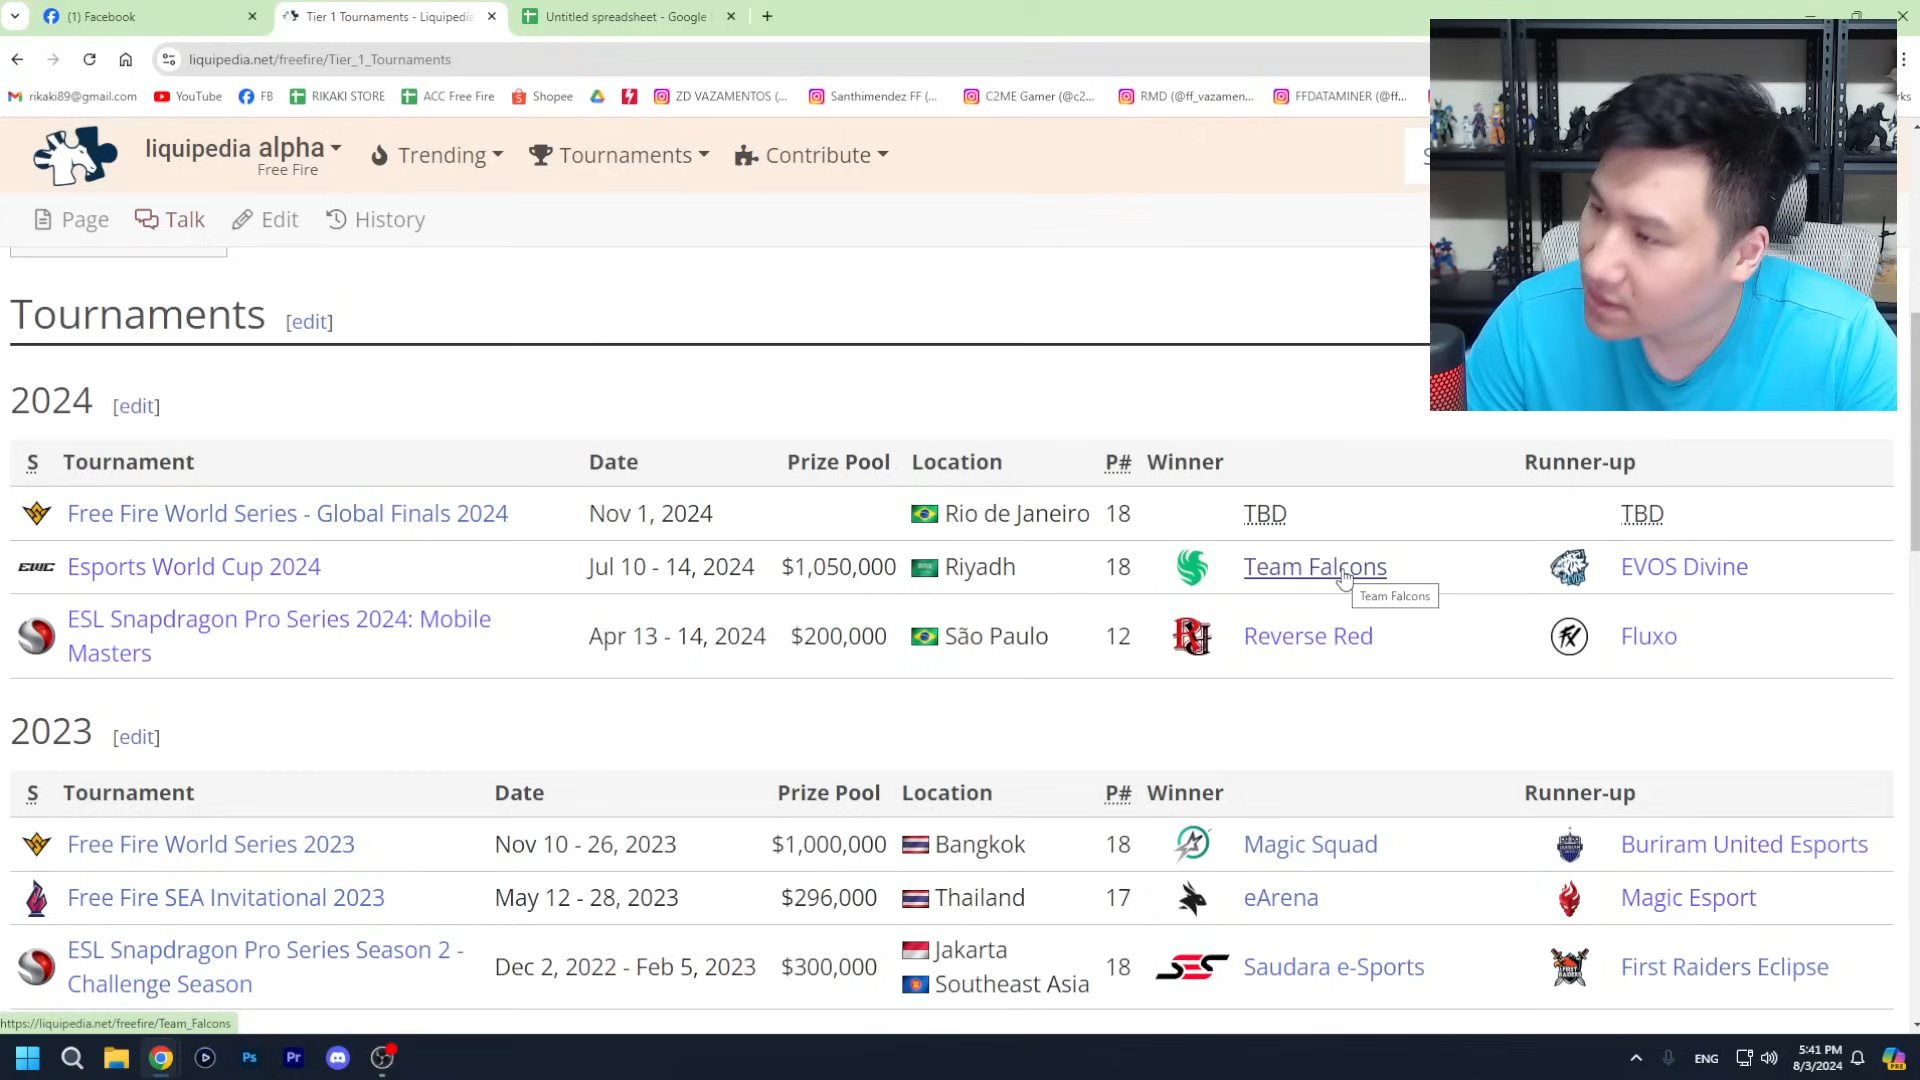 (1) Facebook
Tier 1 Tournaments - Liquipedia
Untitled spreadsheet - Google
liquipedia.net/freefire/Tier_1_Tournaments
rikaki89@gmail.com YouTube FB RIKAKI STORE ACC Free Fire Shopee ZD VAZAMENTOS (... Santhimendez FF (... C2ME Gamer (@c2... RMD (@ff_vazamen... FFDATAMINER (@ff...
liquipedia alpha Trending Tournaments Contribute
Free Fire
Page Talk Edit History
Tournaments [edit]
2024 [edit]
S Tournament Date Prize Pool Location P# Winner Runner-up
Free Fire World Series - Global Finals 2024 Nov 1, 2024 Rio de Janeiro 18 TBD TBD
EWC Esports World Cup 2024 Jul 10 - 14, 2024 $1,050,000 Riyadh 18 Team Falcons EVOS Divine
Team Falcons
ESL Snapdragon Pro Series 2024: Mobile
Masters Apr 13 - 14, 2024 $200,000 São Paulo 12 Reverse Red Fluxo
2023 [edit]
S Tournament Date Prize Pool Location P# Winner Runner-up
Free Fire World Series 2023 Nov 10 - 26, 2023 $1,000,000 Bangkok 18 Magic Squad Buriram United Esports
Free Fire SEA Invitational 2023 May 12 - 28, 2023 $296,000 Thailand 17 eArena Magic Esport
ESL Snapdragon Pro Series Season 2 - Jakarta
Challenge Season Dec 2, 2022 - Feb 5, 2023 $300,000 Southeast Asia 18 SES Saudara e-Sports First Raiders Eclipse
https://liquipedia.net/freefire/Team_Falcons
Ps Pr ENG 5:41 PM
8/3/2024